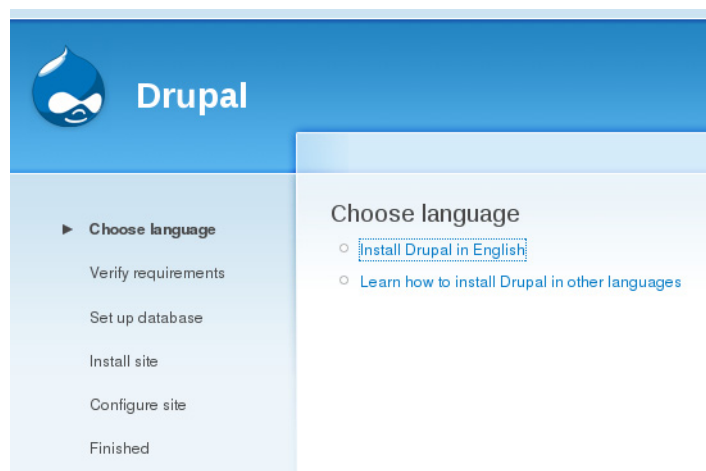 Drupal
Choose language
Verify requirements
Set up database
Install site
Configure site
Finished
Choose language
Install Drupal in English
Learn how to install Drupal in other languages